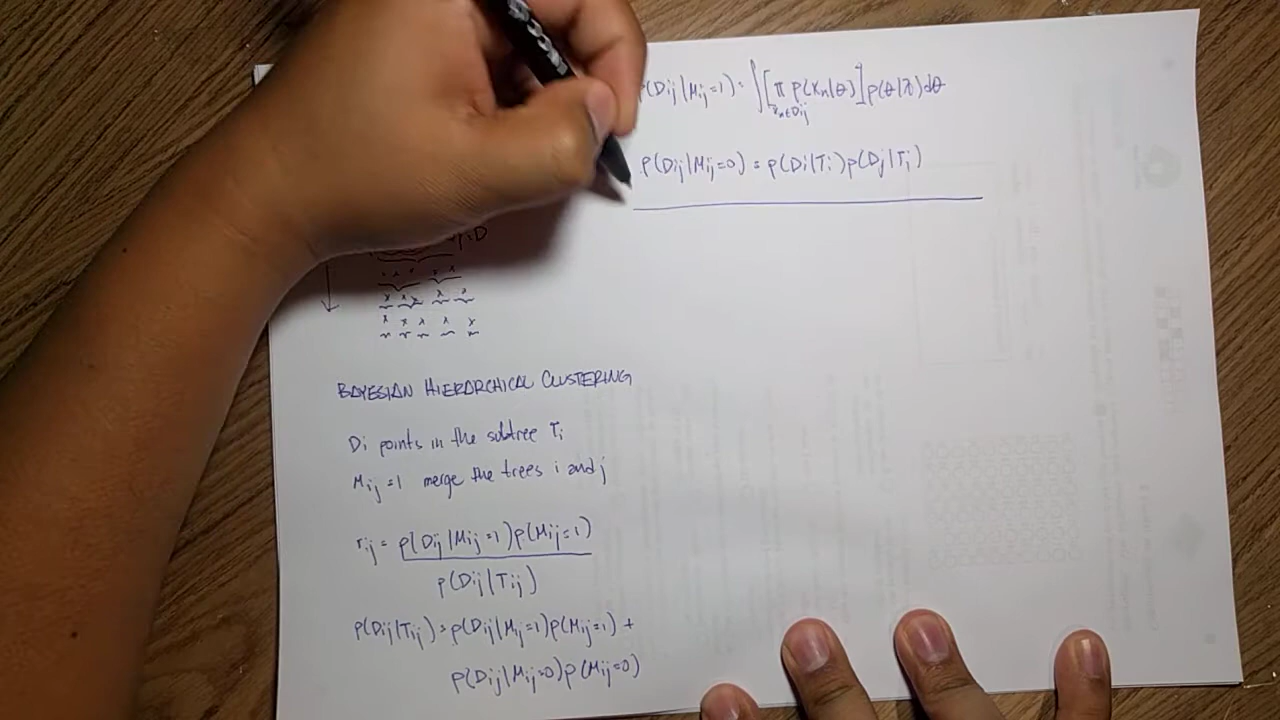 BAYESIAN HIERARCHICAL CLUSTERING
Di points in the subtree Ti
Mij =1 merge the trees i and j
rij = p(Dij|Mij=1)p(Mij=1)
p(Dij|Tij)
p(Dij|Tij) = p(Dij|Mij=1)p(Mij=1) +
p(Dij|Mij=0)p(Mij=0)
p(Dij|Mij=1) = ∫[π p(xn|θ)]p(θ|λ)dθ
xn∈Dij
p(Dij|Mij=0) = p(Di|Ti)p(Dj|Tj)